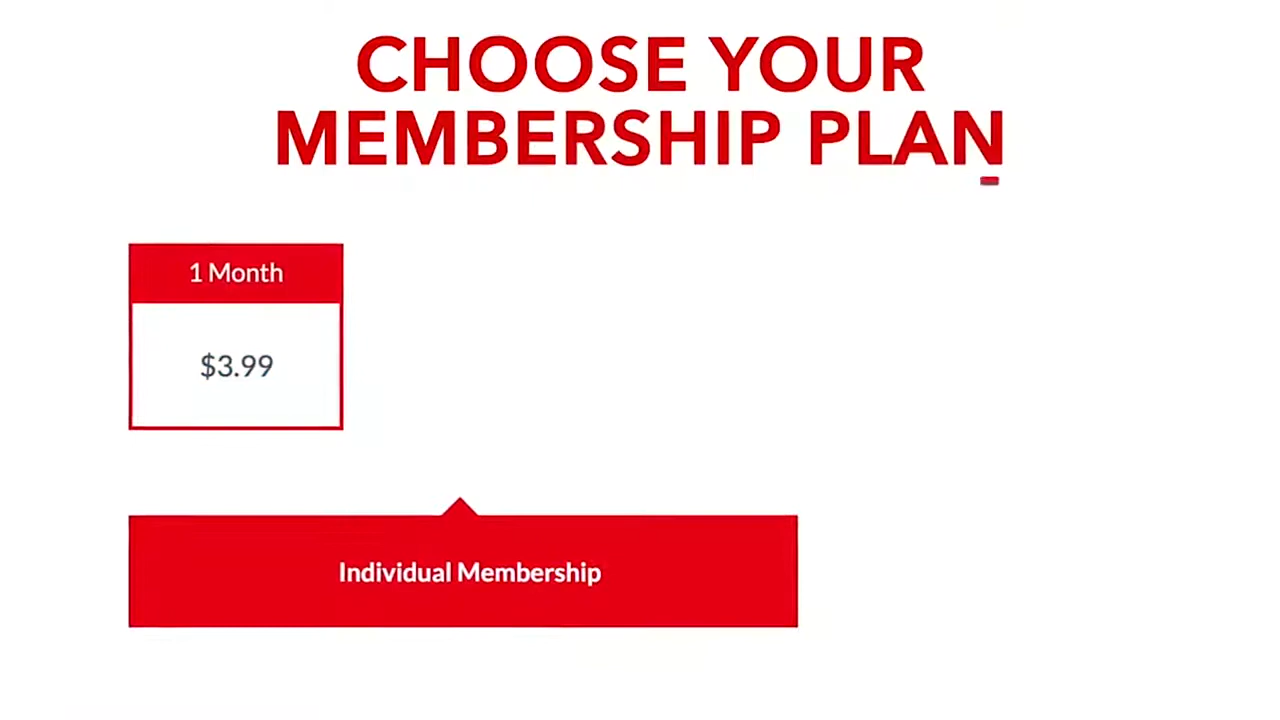 CHOOSE YOUR
MEMBERSHIP PLAN
1 Month
$3.99
Individual Membership